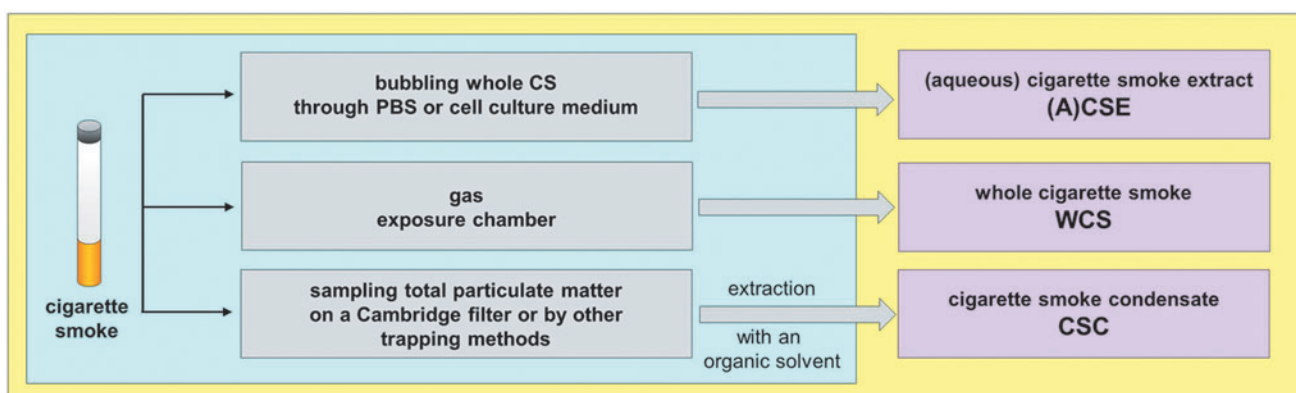 cigarette
smoke
bubbling whole CS
through PBS or cell culture medium
(aqueous) cigarette smoke extract
(A)CSE
gas
exposure chamber
whole cigarette smoke
WCS
sampling total particulate matter
on a Cambridge filter or by other
trapping methods
extraction
with an
organic solvent
cigarette smoke condensate
CSC